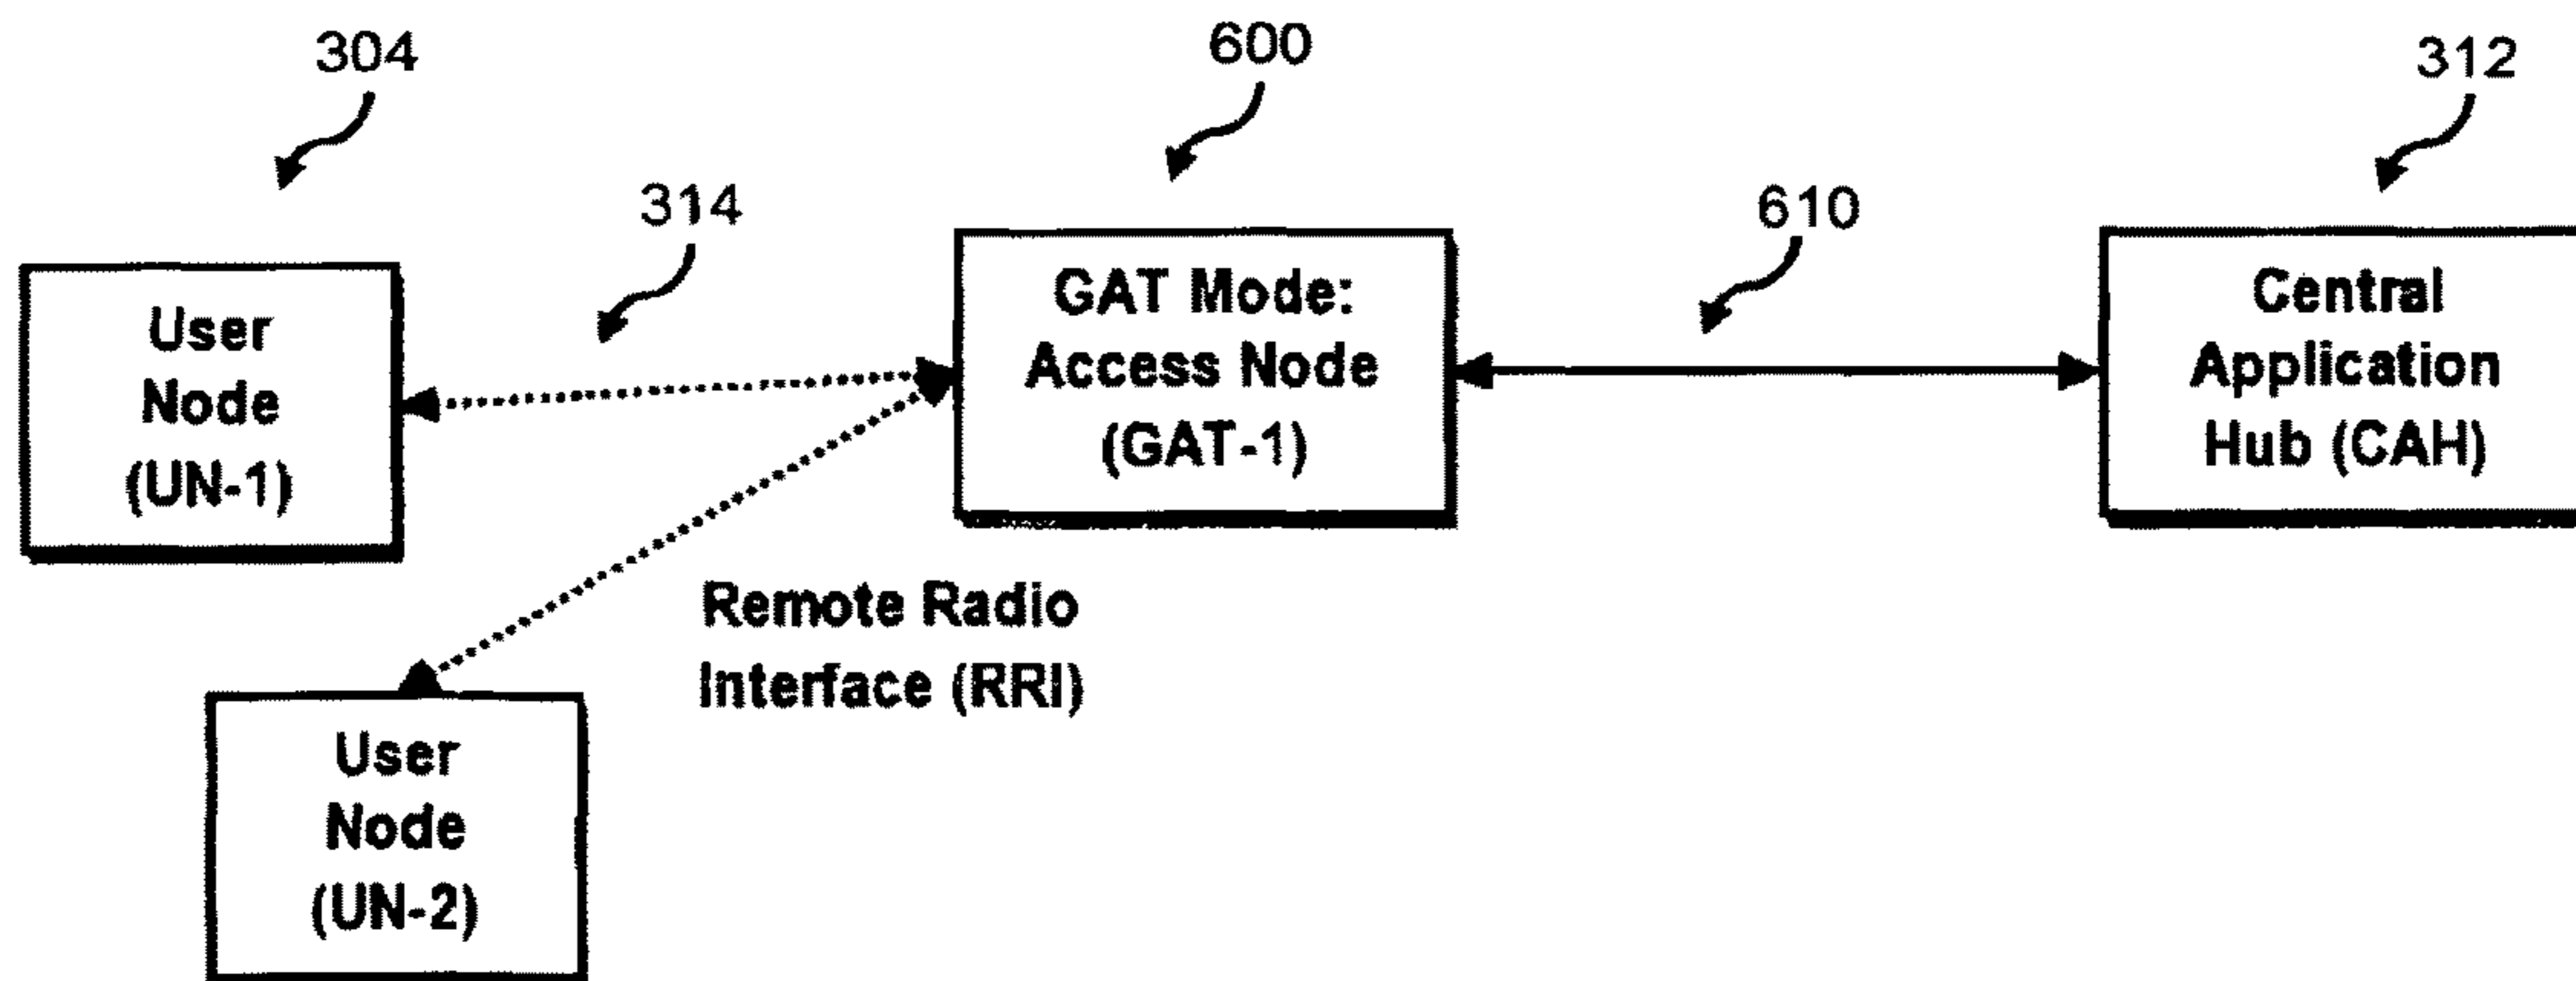 304
600
312
314
610
User
Node
(UN-1)
GAT Mode:
Access Node
(GAT-1)
Central
Application
Hub (CAH)
Remote Radio
Interface (RRI)
User
Node
(UN-2)